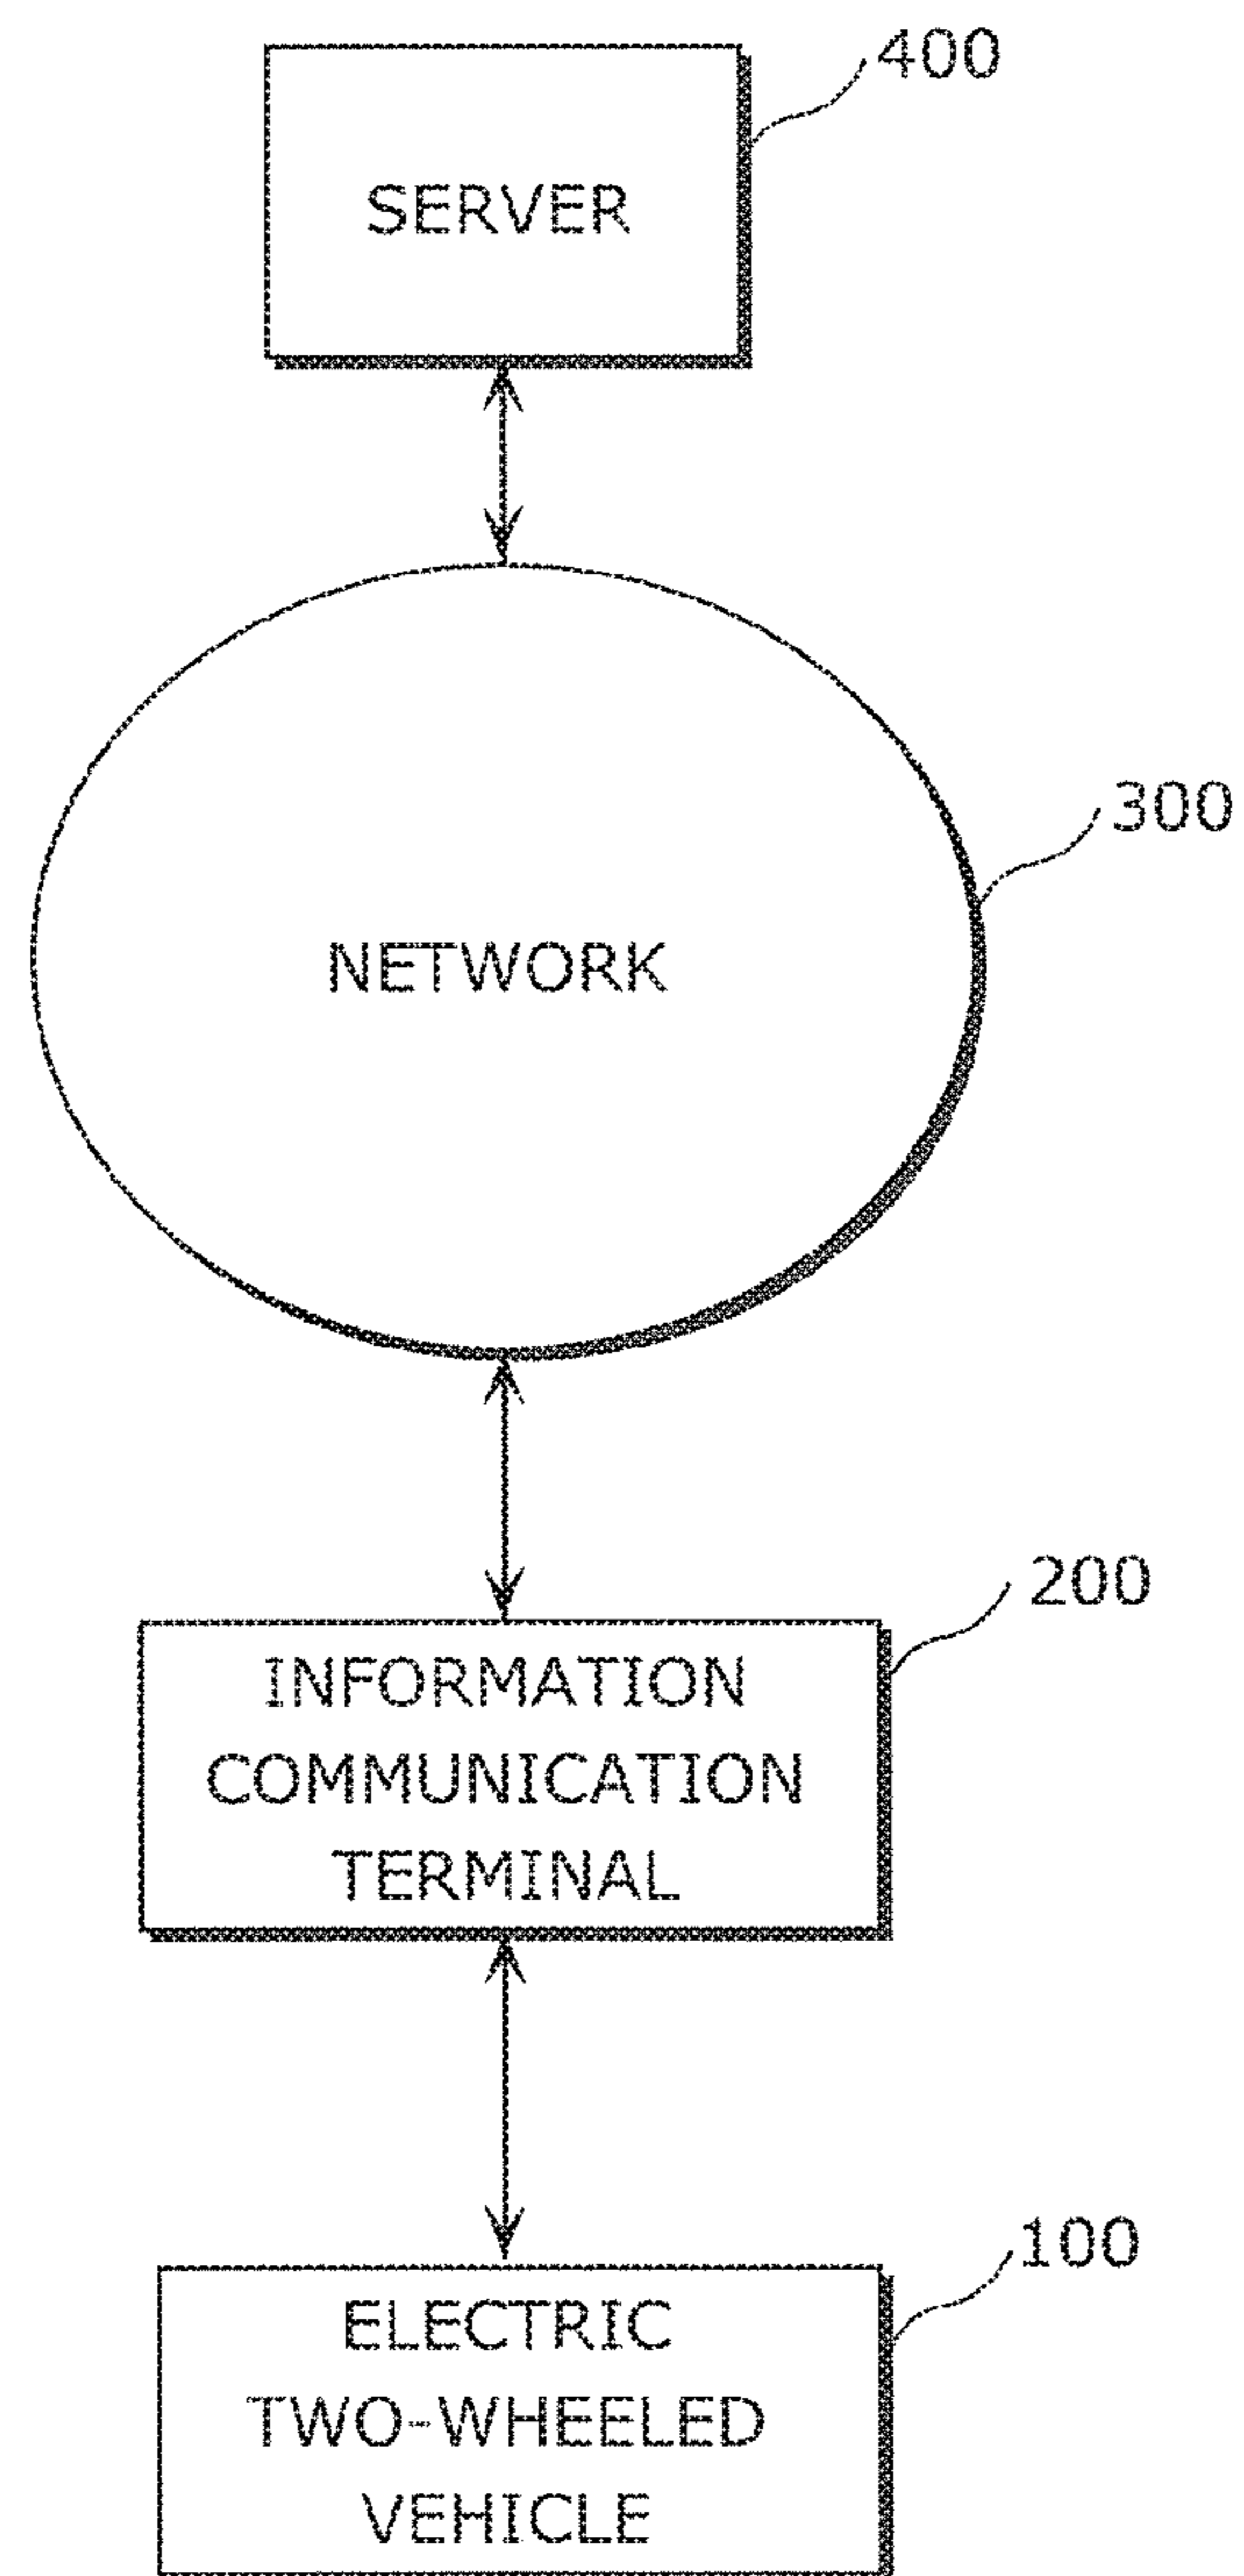 400
SERVER
300
NETWORK
200
INFORMATION
COMMUNICATION
TERMINAL
100
ELECTRIC
TWO-WHEELED
VEHICLE